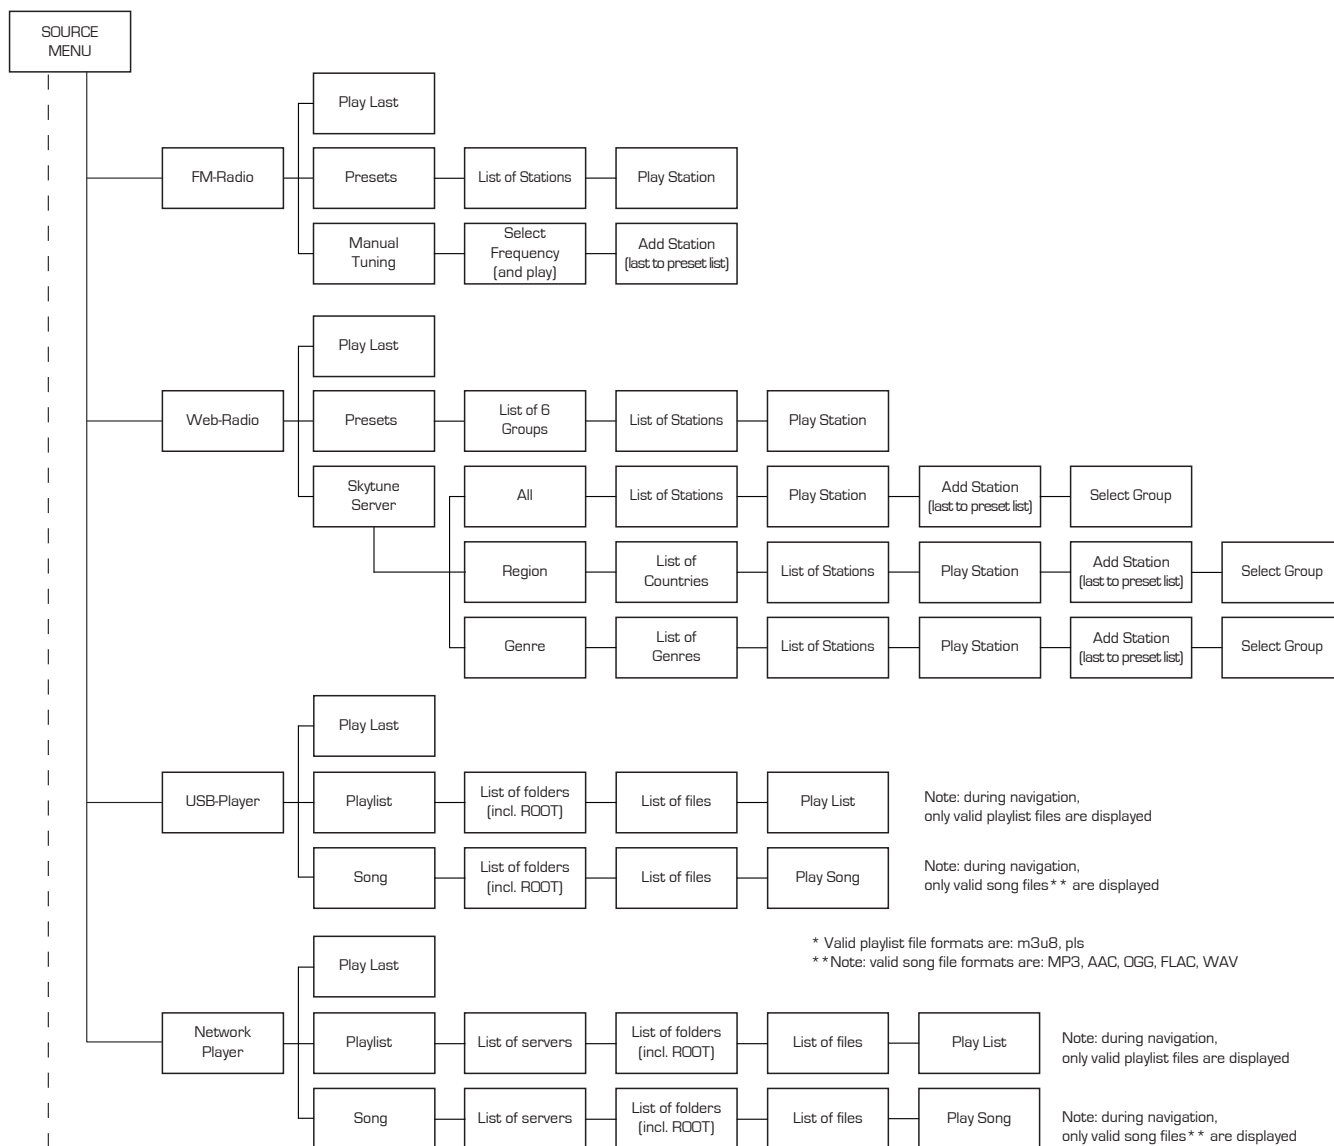 SOURCE
MENU
Play Last
FM-Radio
Presets
List of Stations
Play Station
Manual
Tuning
Select
Frequency
(and play)
Add Station
(last to preset list)
Play Last
Web-Radio
Presets
List of 6
Groups
List of Stations
Play Station
Skytune
Server
All
List of Stations
Play Station
Add Station
(last to preset list)
Select Group
Region
List of
Countries
List of Stations
Play Station
Add Station
(last to preset list)
Select Group
Genre
List of
Genres
List of Stations
Play Station
Add Station
(last to preset list)
Select Group
Play Last
USB-Player
Playlist
List of folders
(incl. ROOT)
List of files
Play List
Note: during navigation,
only valid playlist files are displayed
Song
List of folders
(incl. ROOT)
List of files
Play Song
Note: during navigation,
only valid song files** are displayed
* Valid playlist file formats are: m3u8, pls
**Note: valid song file formats are: MP3, AAC, OGG, FLAC, WAV
Play Last
Network
Player
Playlist
List of servers
List of folders
(incl. ROOT)
List of files
Play List
Note: during navigation,
only valid playlist files are displayed
Song
List of servers
List of folders
(incl. ROOT)
List of files
Play Song
Note: during navigation,
only valid song files** are displayed